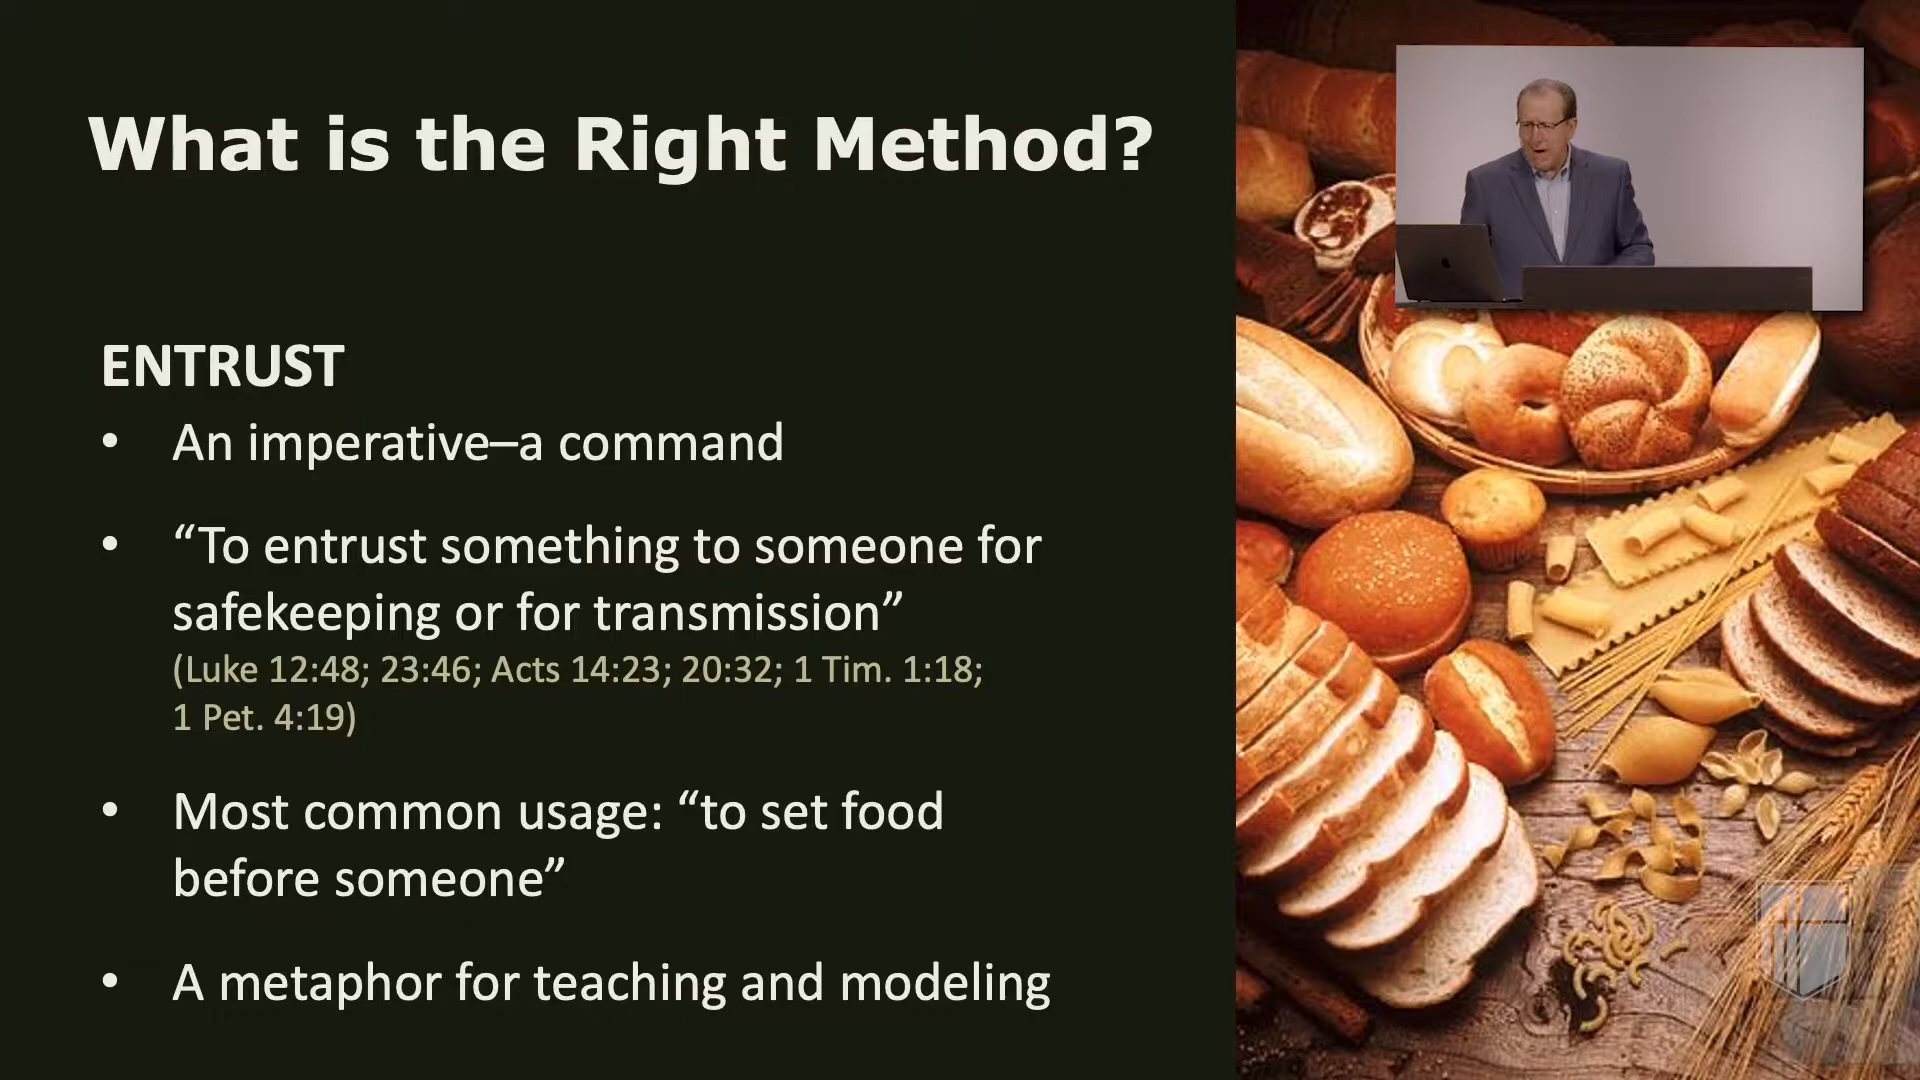 What is the Right Method?
ENTRUST
• An imperative–a command
• “To entrust something to someone for
safekeeping or for transmission”
(Luke 12:48; 23:46; Acts 14:23; 20:32; 1 Tim. 1:18;
1 Pet. 4:19)
• Most common usage: “to set food
before someone”
• A metaphor for teaching and modeling